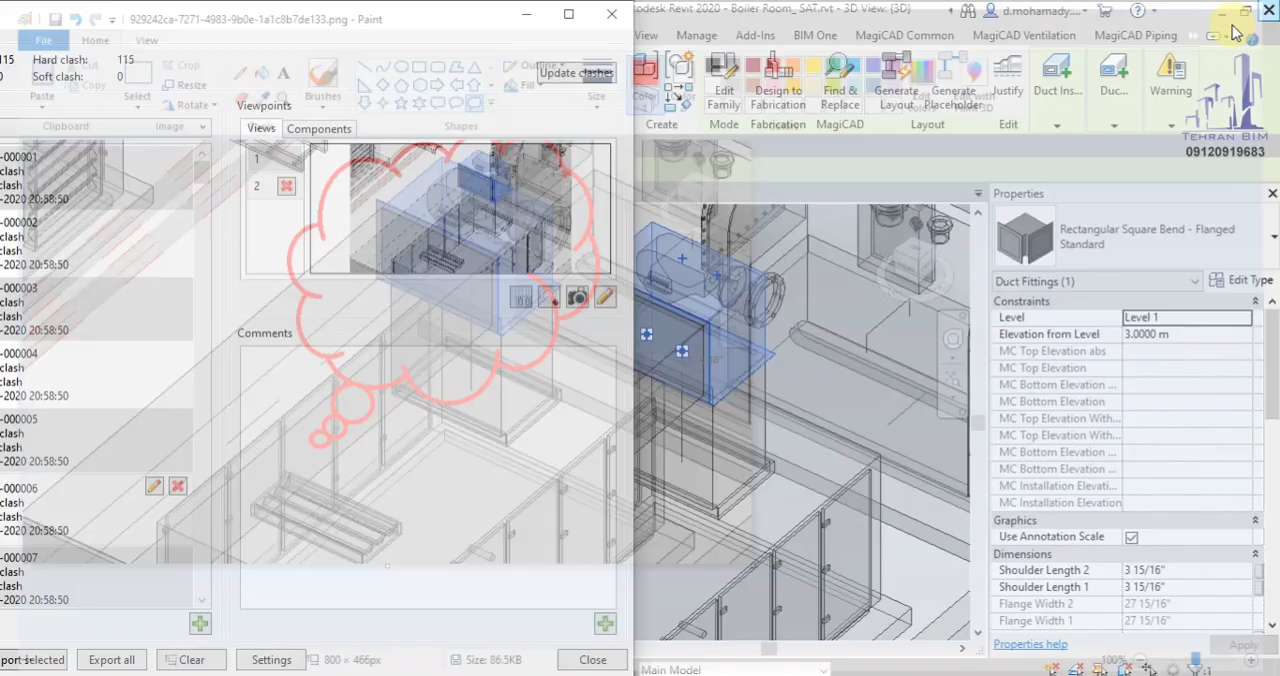 929242ca-7271-4983-9b0e-1a1c8b7de133.png - Paint
File
Home
View
Hard clash: 115
Soft clash: 0
Paste
Copy
Crop
Resize
Rotate
Select
Brushes
Size
Outline
Fill
Clipboard
Image
Shapes
Update clashes
Viewpoints
Views
Components
1
2
Comments
-000001
clash
-2020 20:58:50
-000002
clash
-2020 20:58:50
-000003
clash
-2020 20:58:50
-000004
clash
-2020 20:58:50
-000005
clash
-2020 20:58:50
-000006
clash
-2020 20:58:50
-000007
clash
-2020 20:58:50
port selected
Export all
Clear
Settings
800 × 466px
Size: 86.5KB
Close
odesk Revit 2020 - Boiler Room_ SAT.rvt - 3D View: {3D}
d.mohamady....
View
Manage
Add-Ins
BIM One
MagiCAD Common
MagiCAD Ventilation
MagiCAD Piping
Edit
Family
Design to
Fabrication
Find &
Replace
Generate
Layout
Generate
Placeholder
Justify
Duct Ins...
Duc...
Warning
Create
Mode
Fabrication
MagiCAD
Layout
Edit
TEHRAN BIM
09120919683
Properties
Rectangular Square Bend - Flanged
Standard
Duct Fittings (1)
Edit Type
Constraints
Level
Level 1
Elevation from Level
3.0000 m
MC Top Elevation abs
MC Top Elevation
MC Bottom Elevation ...
MC Bottom Elevation
MC Top Elevation With...
MC Top Elevation With...
MC Bottom Elevation ...
MC Bottom Elevation ...
MC Installation Elevati...
MC Installation Elevation
Graphics
Use Annotation Scale
Dimensions
Shoulder Length 2
3 15/16"
Shoulder Length 1
3 15/16"
Flange Width 2
27 15/16"
Flange Width 1
27 15/16"
Properties help
Apply
100%
Main Model
:1